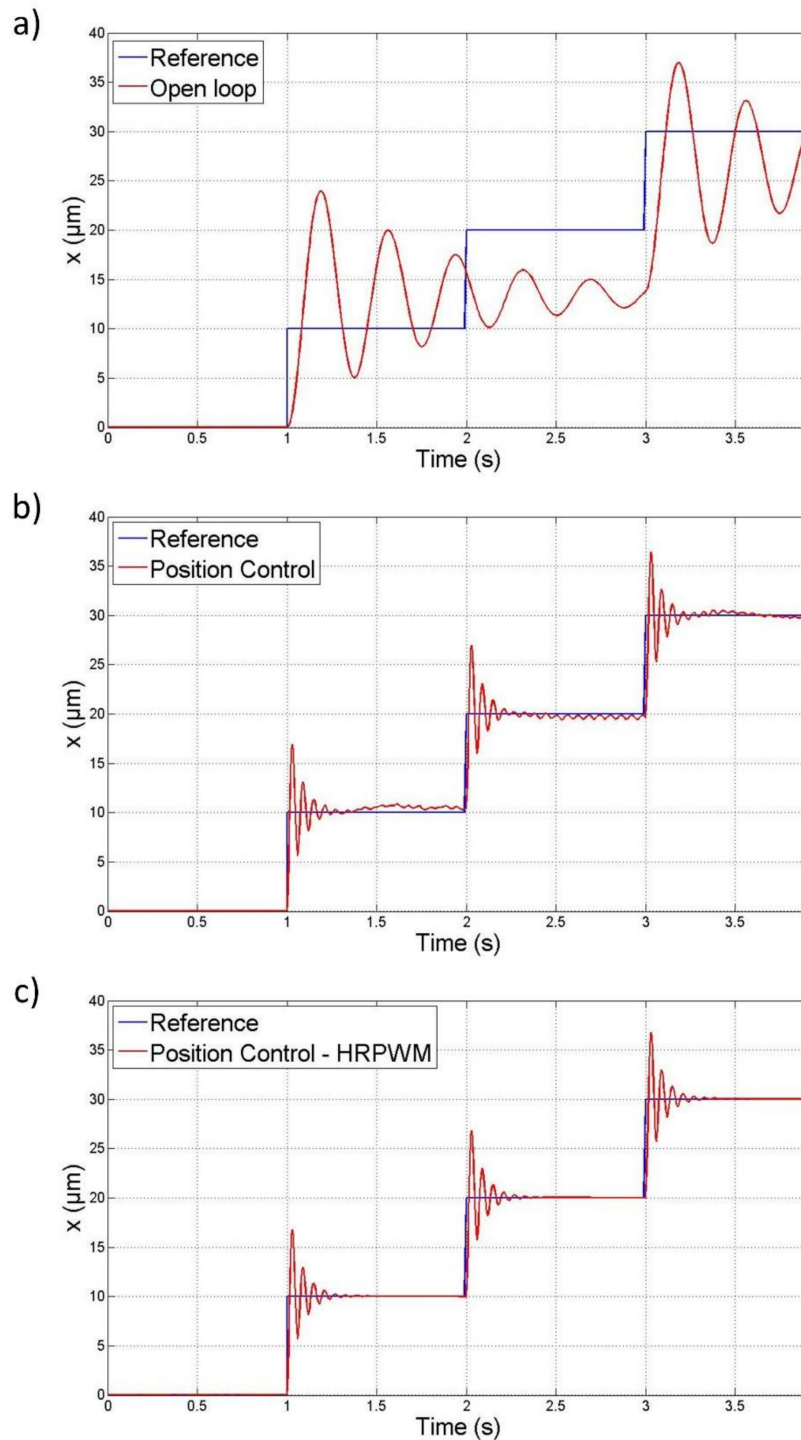 a)
Reference
Open loop
40
35
30
25
20
15
10
5
0
x (µm)
0 0.5 1 1.5 2 2.5 3 3.5
Time (s)
b)
Reference
Position Control
40
35
30
25
20
15
10
5
0
x (µm)
0 0.5 1 1.5 2 2.5 3 3.5
Time (s)
c)
Reference
Position Control - HRPWM
40
35
30
25
20
15
10
5
0
x (µm)
0 0.5 1 1.5 2 2.5 3 3.5
Time (s)